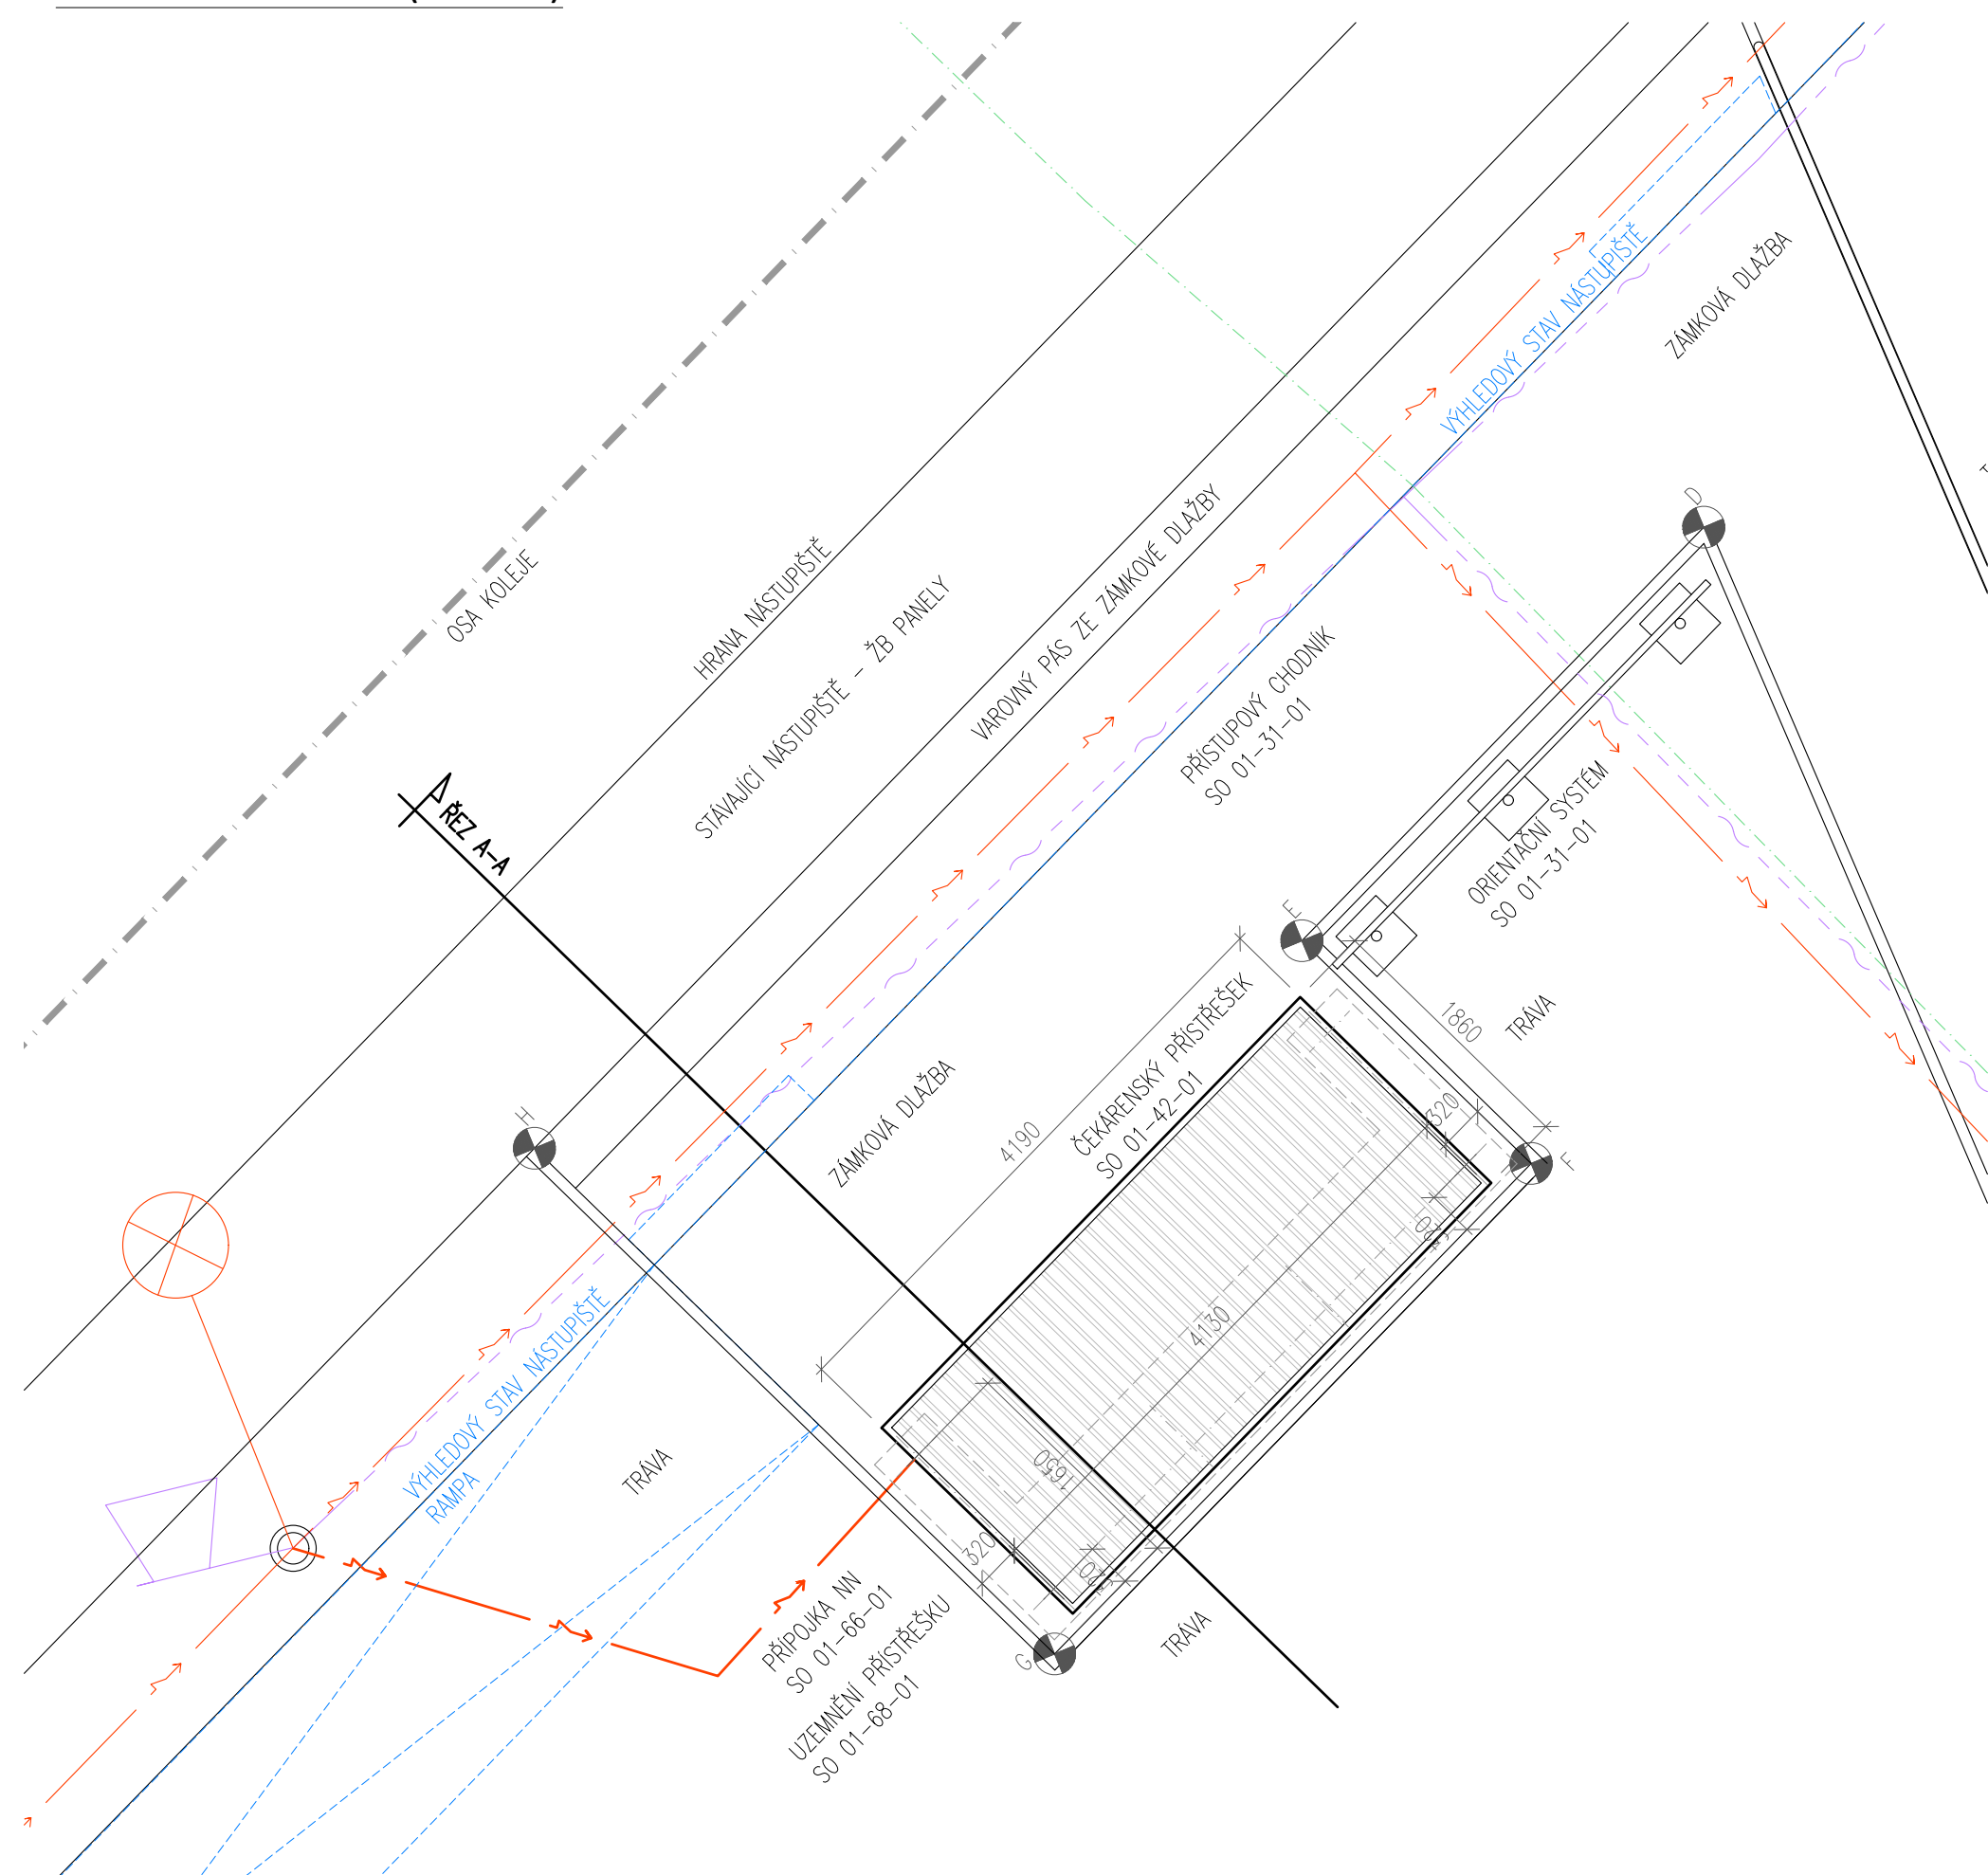 OSA KOLEJE
HRANA NÁSTUPIŠTĚ
STÁVAJÍCÍ NÁSTUPIŠTĚ - ŽB PANELY
VAROVNÝ PÁS ZE ZÁMKOVÉ DLAŽBY
VÝHLEDOVÝ STAV NÁSTUPIŠTĚ
ZÁMKOVÁ DLAŽBA
D
PŘÍSTUPOVÝ CHODNÍK
SO 01-31-01
ORIENTAČNÍ SYSTÉM
SO 01-31-01
ŘEZ A-A
E
1860
TRÁVA
ČEKÁRENSKÝ PŘÍSTŘEŠEK
SO 01-42-01
ZÁMKOVÁ DLAŽBA
4190
320
H
F
4130
VÝHLEDOVÝ STAV NÁSTUPIŠTĚ
RAMPA
TRÁVA
1650
320
PŘÍPOJKA NN
SO 01-66-01
UZEMNĚNÍ PŘÍSTŘEŠKU
SO 01-68-01
G
TRÁVA